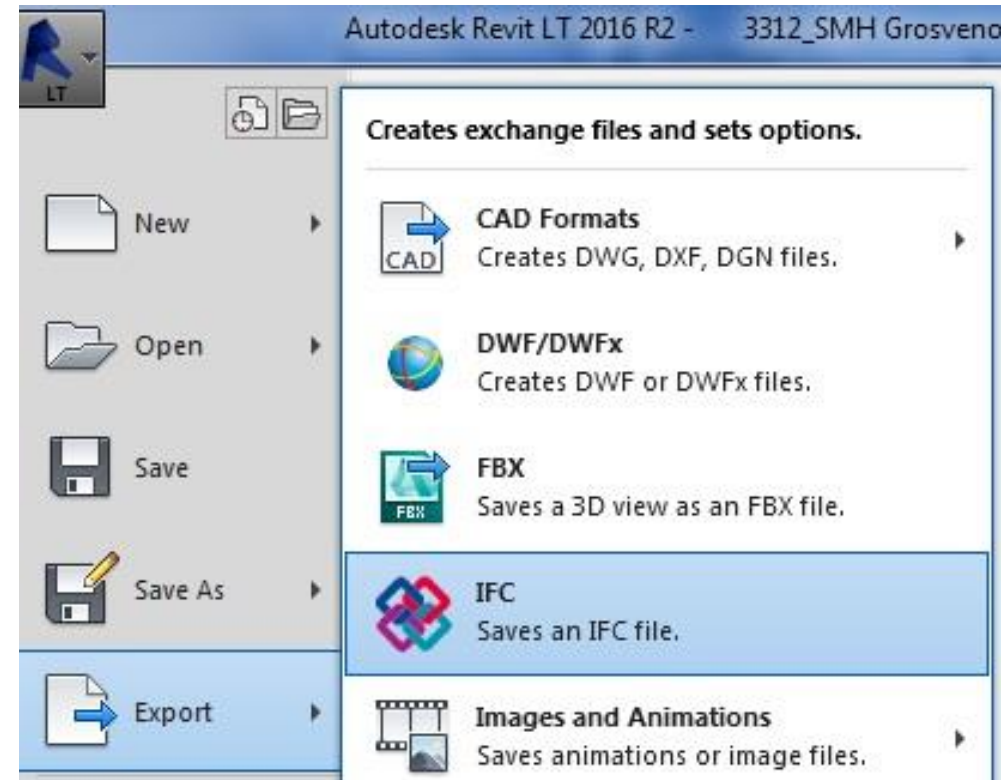 Autodesk Revit LT 2016 R2 - 3312_SMH Grosveno
LT
Creates exchange files and sets options.
New
CAD Formats
Creates DWG, DXF, DGN files.
CAD
Open
DWF/DWFx
Creates DWF or DWFx files.
Save
FBX
Saves a 3D view as an FBX file.
FBX
Save As
IFC
Saves an IFC file.
Export
Images and Animations
Saves animations or image files.